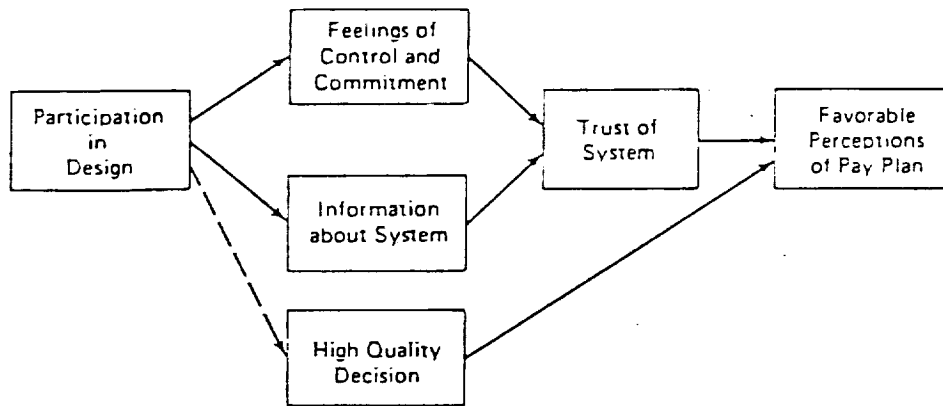 Feelings of
Control and
Commitment
Participation
in
Design
Trust of
System
Favorable
Perceptions
of Pay Plan
Information
about System
High Quality
Decision